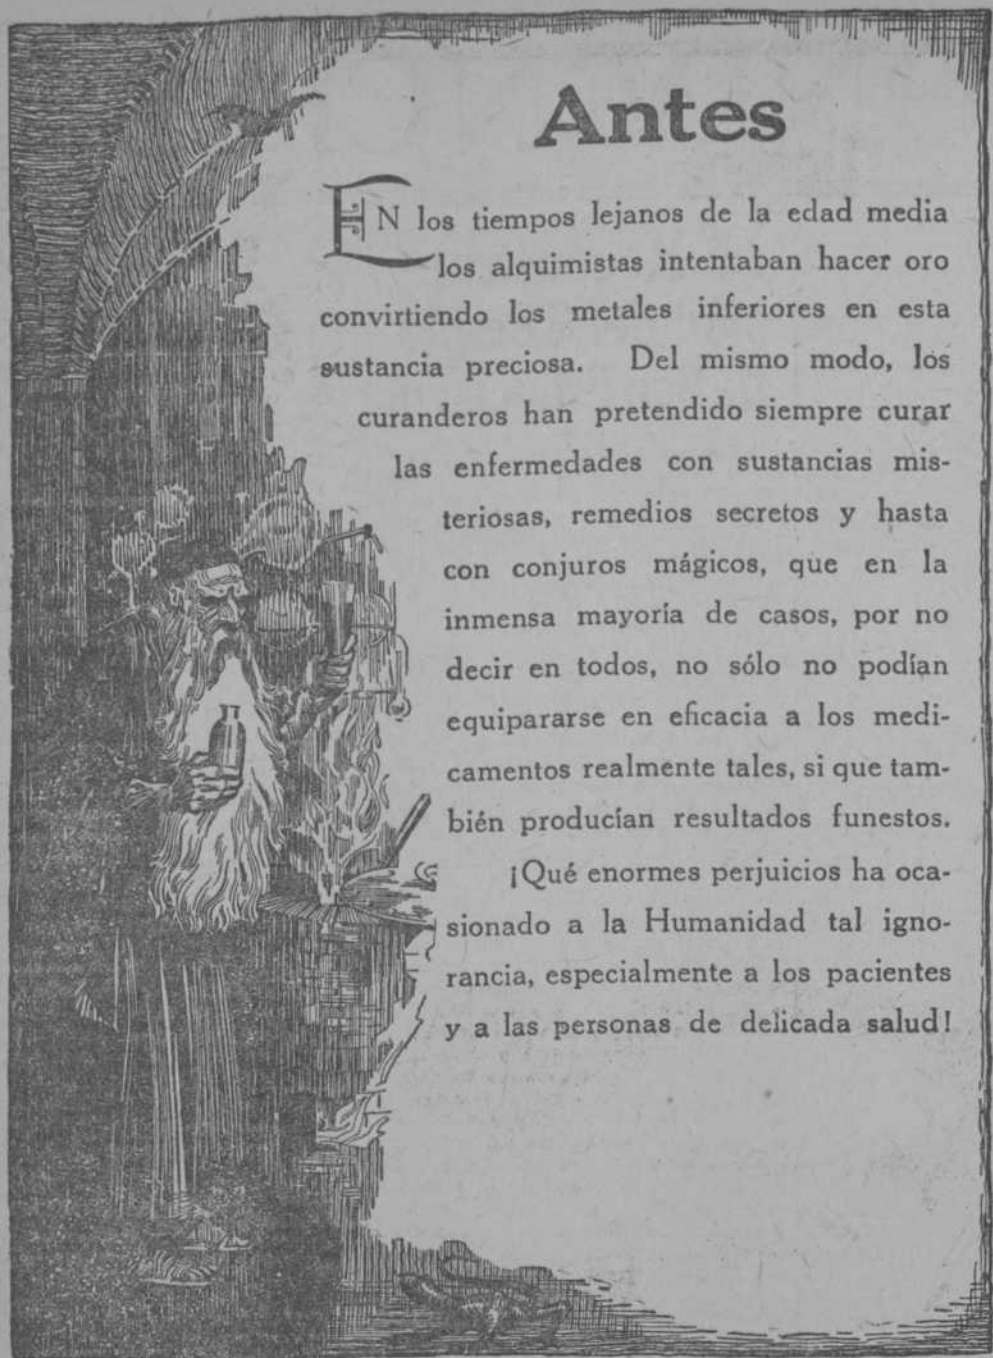 Antes
EN los tiempos lejanos de la edad media
los alquimistas intentaban hacer oro
convirtiendo los metales inferiores en esta
sustancia preciosa. Del mismo modo, los
curanderos han pretendido siempre curar
las enfermedades con sustancias mis-
teriosas, remedios secretos y hasta
con conjuros mágicos, que en la
inmensa mayoría de casos, por no
decir en todos, no sólo no podían
equipararse en eficacia a los medi-
camentos realmente tales, si que tam-
bién producían resultados funestos.
¡Qué enormes perjuicios ha oca-
sionado a la Humanidad tal igno-
rancia, especialmente a los pacientes
y a las personas de delicada salud!